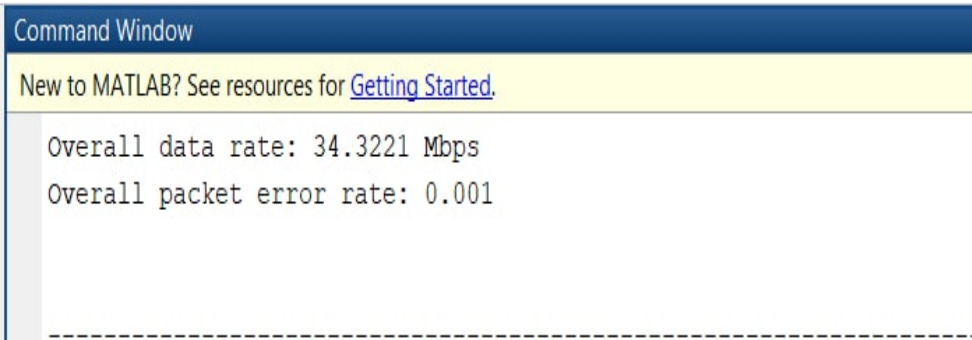 Command Window
New to MATLAB? See resources for Getting Started.
Overall data rate: 34.3221 Mbps
Overall packet error rate: 0.001
-------------------------------------------------------------------